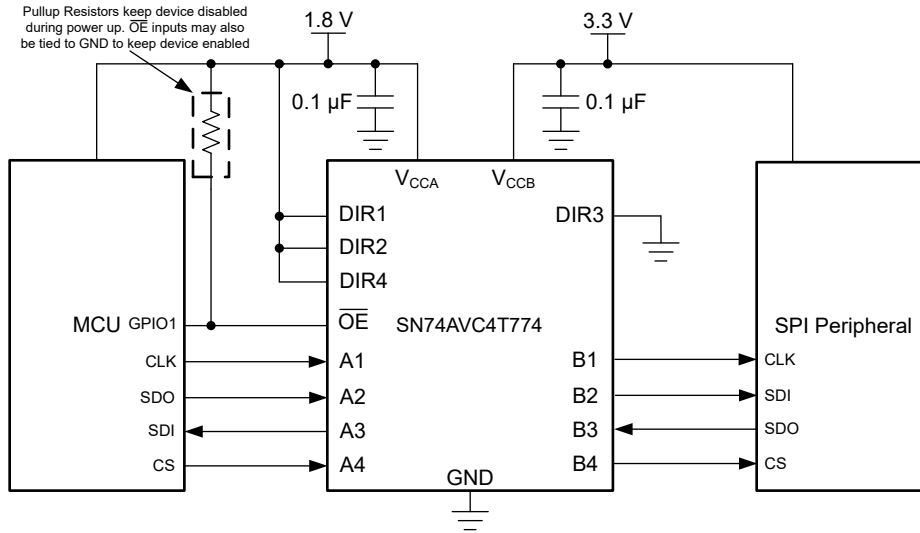 Pullup Resistors keep device disabled
during power up. OE inputs may also
be tied to GND to keep device enabled
1.8 V
3.3 V
0.1 µF
0.1 µF
VCCA
VCCB
DIR1
DIR2
DIR4
DIR3
MCU
GPIO1
OE
SN74AVC4T774
SPI Peripheral
CLK
A1
B1
CLK
SDO
A2
B2
SDI
SDI
A3
B3
SDO
CS
A4
B4
CS
GND